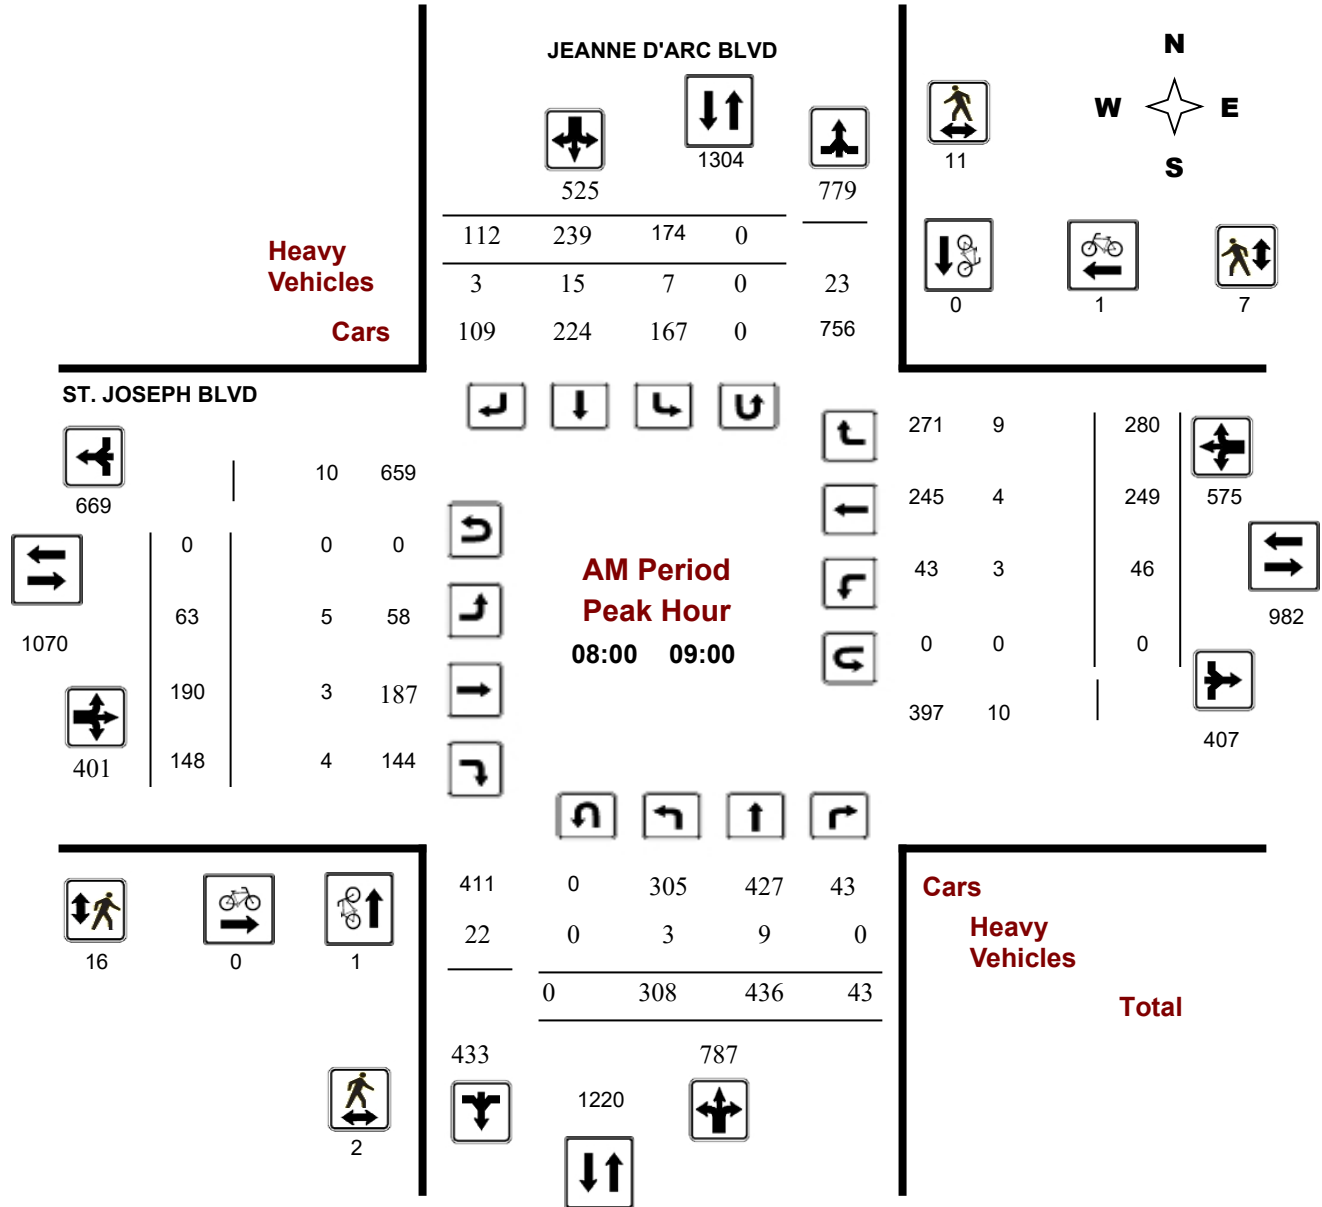 JEANNE D'ARC BLVD
N
W E
S
1304
11
525
779
112 239 174 0
Heavy
Vehicles
3 15 7 0 23
0 1 7
Cars
109 224 167 0 756
ST. JOSEPH BLVD
271 9 280
10 659
669
245 4 249 575
0 0 0
AM Period
43 3 46
Peak Hour
63 5 58
982
1070
08:00 09:00
0 0 0
190 3 187
397 10
407
401
148 4 144
411 0 305 427 43
Cars
22 0 3 9 0
Heavy
Vehicles
16 0 1
0 308 436 43
Total
433 787
1220
2